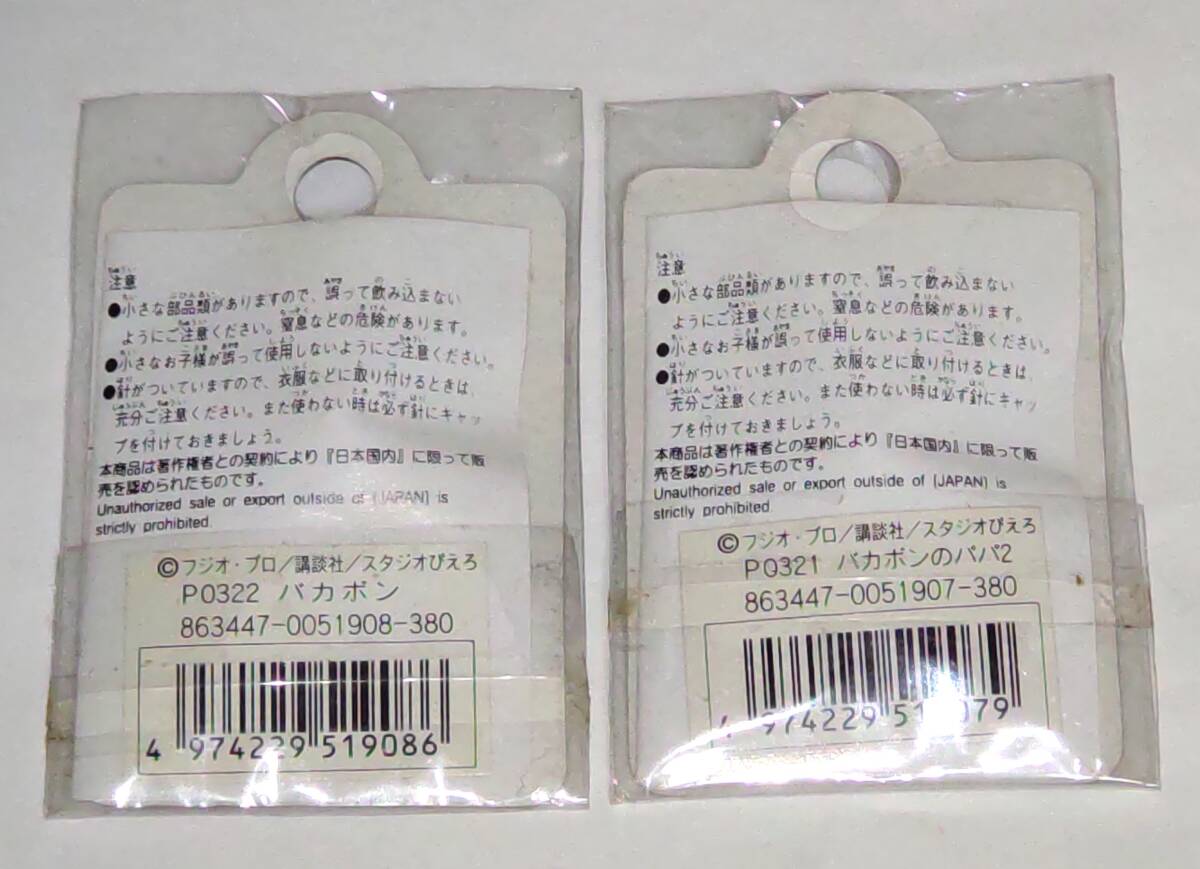 注意
●小さな部品類がありますので、誤って飲み込まない
ようにご注意ください。窒息などの危険があります。
●小さなお子様が誤って使用しないようにご注意ください。
●針がついていますので、衣服などに取り付けるときは、
充分ご注意ください。また使わない時は必ず針にキャッ
プを付けておきましょう。
本商品は著作権者との契約により『日本国内』に限って販
売を認められたものです。
Unauthorized sale or export outside of [JAPAN] is
strictly prohibited.
©フジオ・プロ/講談社/スタジオぴえろ
P0322 バカボン
863447-0051908-380
4 974229 519086
注意
●小さな部品類がありますので、誤って飲み込まない
ようにご注意ください。窒息などの危険があります。
●小さなお子様が誤って使用しないようにご注意ください。
●針がついていますので、衣服などに取り付けるときは、
充分ご注意ください。また使わない時は必ず針にキャッ
プを付けておきましょう。
本商品は著作権者との契約により『日本国内』に限って販
売を認められたものです。
Unauthorized sale or export outside of [JAPAN] is
strictly prohibited.
©フジオ・プロ/講談社/スタジオぴえろ
P0321 バカボンのパパ2
863447-0051907-380
4 974229